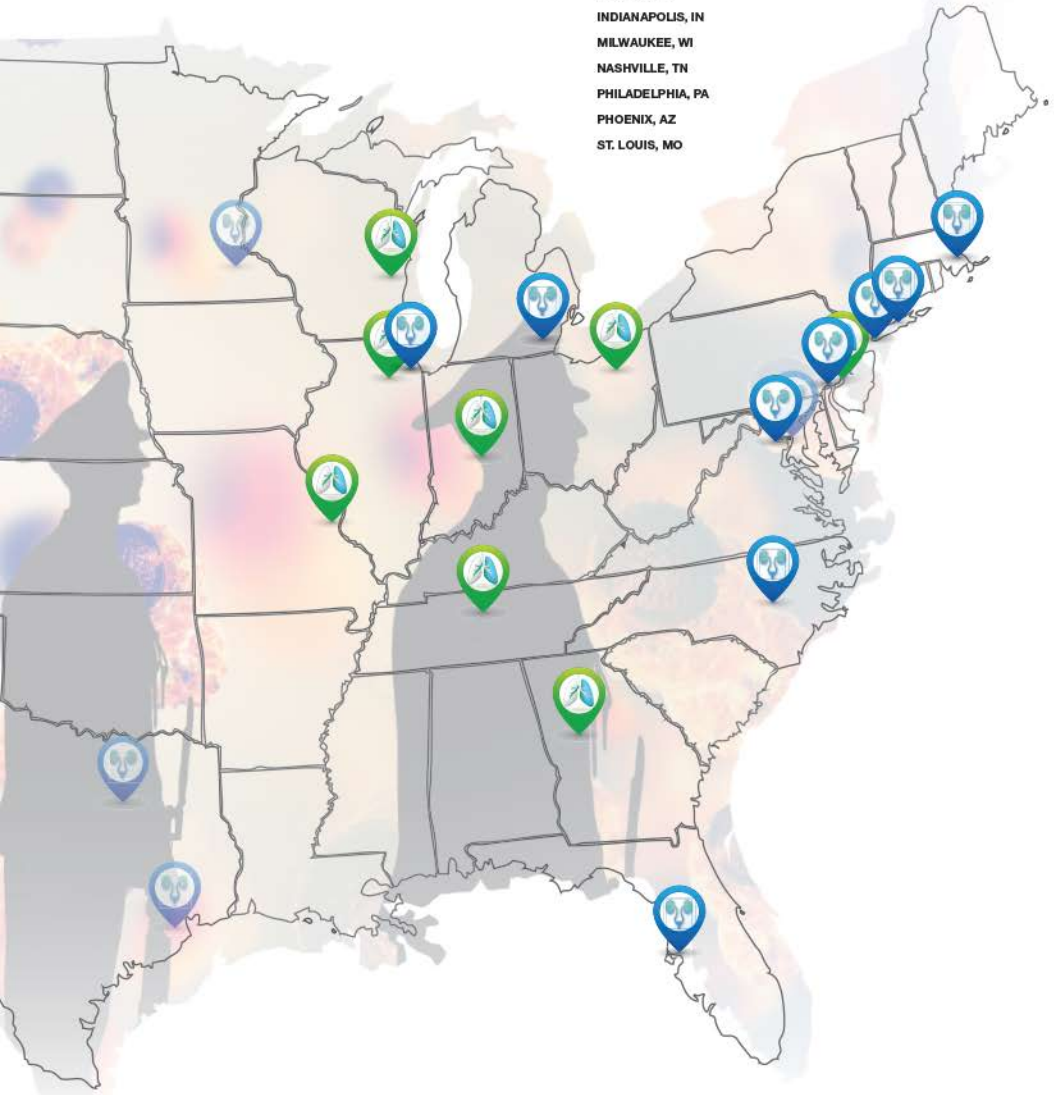 INDIANAPOLIS, IN
MILWAUKEE, WI
NASHVILLE, TN
PHILADELPHIA, PA
PHOENIX, AZ
ST. LOUIS, MO